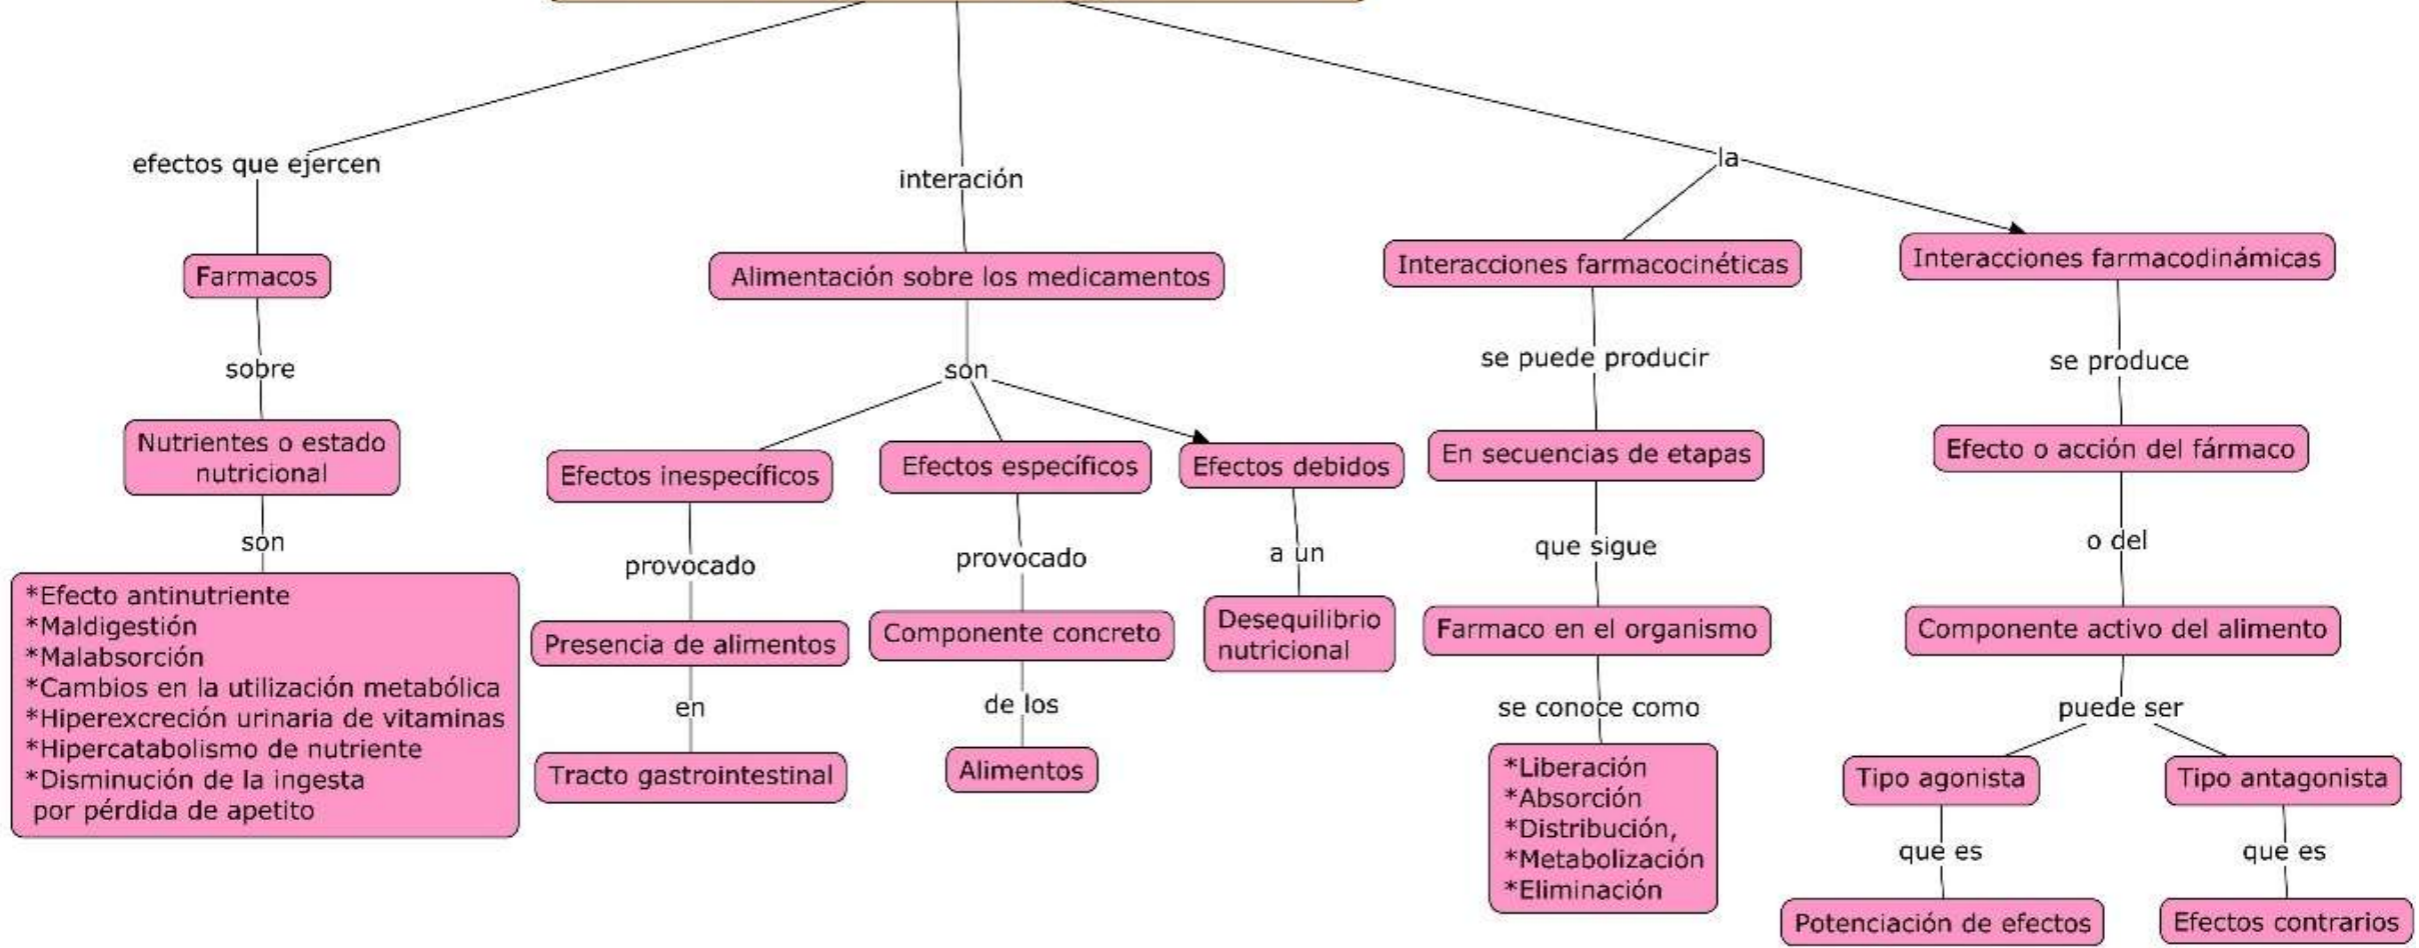 efectos que ejercen
Farmacos
sobre
Nutrientes o estado
nutricional
son
*Efecto antinutriente
*Maldigestión
*Malabsorción
*Cambios en la utilización metabólica
*Hiperexcreción urinaria de vitaminas
*Hipercatabolismo de nutriente
*Disminución de la ingesta
por pérdida de apetito
interación
Alimentación sobre los medicamentos
son
Efectos inespecíficos
provocado
Presencia de alimentos
en
Tracto gastrointestinal
Efectos específicos
provocado
Componente concreto
de los
Alimentos
Efectos debidos
a un
Desequilibrio
nutricional
la
Interacciones farmacocinéticas
se puede producir
En secuencias de etapas
que sigue
Farmaco en el organismo
se conoce como
*Liberación
*Absorción
*Distribución,
*Metabolización
*Eliminación
Interacciones farmacodinámicas
se produce
Efecto o acción del fármaco
o del
Componente activo del alimento
puede ser
Tipo agonista
que es
Potenciación de efectos
Tipo antagonista
que es
Efectos contrarios